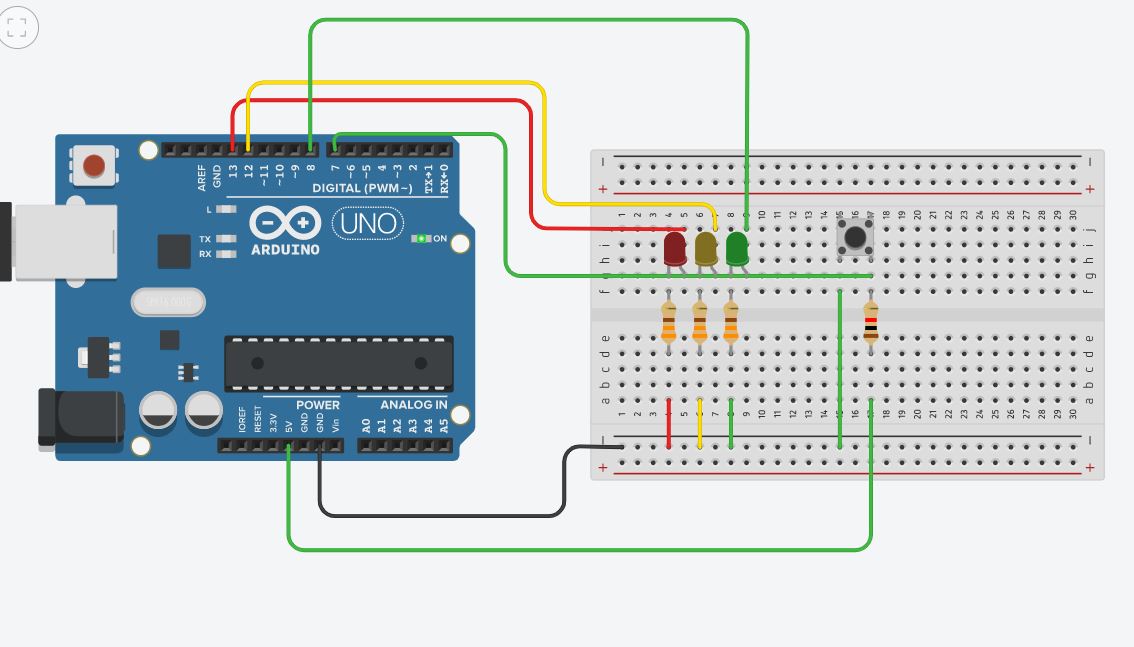 AREF
GND
13
12
~11
~10
~9
8
7
~6
~5
4
~3
2
TX→1
RX←0
DIGITAL (PWM~)
L
TX
RX
ARDUINO
UNO
ON
IOREF
RESET
3.3V
5V
GND
GND
Vin
POWER
ANALOG IN
A0
A1
A2
A3
A4
A5
1 2 3 4 5 6 7 8 9 10 11 12 13 14 15 16 17 18 19 20 21 22 23 24 25 26 27 28 29 30
j
i
h
g
f
e
d
c
b
a
1 2 3 4 5 6 7 8 9 10 11 12 13 14 15 16 17 18 19 20 21 22 23 24 25 26 27 28 29 30